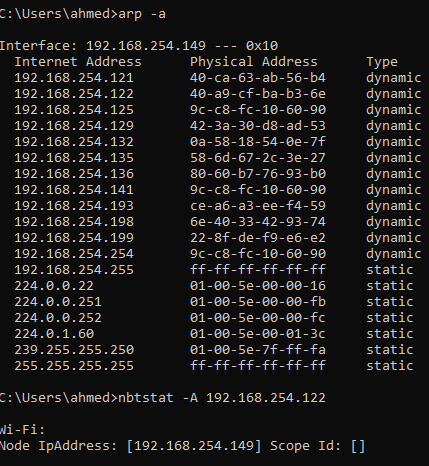 C:\Users\ahmed>arp -a
Interface: 192.168.254.149 --- 0x10
Internet Address Physical Address Type
192.168.254.121 40-ca-63-ab-56-b4 dynamic
192.168.254.122 40-a9-cf-ba-b3-6e dynamic
192.168.254.125 9c-c8-fc-10-60-90 dynamic
192.168.254.129 42-3a-30-d8-ad-53 dynamic
192.168.254.132 0a-58-18-54-0e-7f dynamic
192.168.254.135 58-6d-67-2c-3e-27 dynamic
192.168.254.136 80-60-b7-76-93-b0 dynamic
192.168.254.141 9c-c8-fc-10-60-90 dynamic
192.168.254.193 ce-a6-a3-ee-f4-59 dynamic
192.168.254.198 6e-40-33-42-93-74 dynamic
192.168.254.199 22-8f-de-f9-e6-e2 dynamic
192.168.254.254 9c-c8-fc-10-60-90 dynamic
192.168.254.255 ff-ff-ff-ff-ff-ff static
224.0.0.22 01-00-5e-00-00-16 static
224.0.0.251 01-00-5e-00-00-fb static
224.0.0.252 01-00-5e-00-00-fc static
224.0.1.60 01-00-5e-00-01-3c static
239.255.255.250 01-00-5e-7f-ff-fa static
255.255.255.255 ff-ff-ff-ff-ff-ff static
C:\Users\ahmed>nbtstat -A 192.168.254.122
Wi-Fi:
Node IpAddress: [192.168.254.149] Scope Id: []